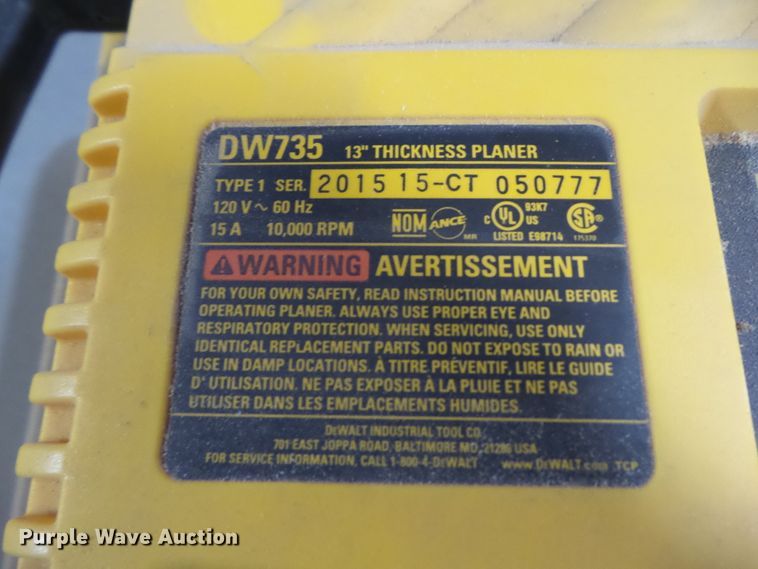 DW735 13" THICKNESS PLANER
TYPE 1 SER. 2015 15-CT 050777
120 V ~ 60 Hz
15 A 10,000 RPM
NOM ANCE MR
C UL US 93K7
LISTED E98714
SA ® 175370
WARNING AVERTISSEMENT
FOR YOUR OWN SAFETY, READ INSTRUCTION MANUAL BEFORE
OPERATING PLANER. ALWAYS USE PROPER EYE AND
RESPIRATORY PROTECTION. WHEN SERVICING, USE ONLY
IDENTICAL REPLACEMENT PARTS. DO NOT EXPOSE TO RAIN OR
USE IN DAMP LOCATIONS. À TITRE PRÉVENTIF, LIRE LE GUIDE
D' UTILISATION. NE PAS EXPOSER À LA PLUIE ET NE PAS
UTILISER DANS LES EMPLACEMENTS HUMIDES.
DEWALT INDUSTRIAL TOOL CO.
701 EAST JOPPA ROAD, BALTIMORE MD, 21286 USA
FOR SERVICE INFORMATION, CALL 1-800-4-DEWALT www.DEWALT.com TCP
Purple Wave Auction